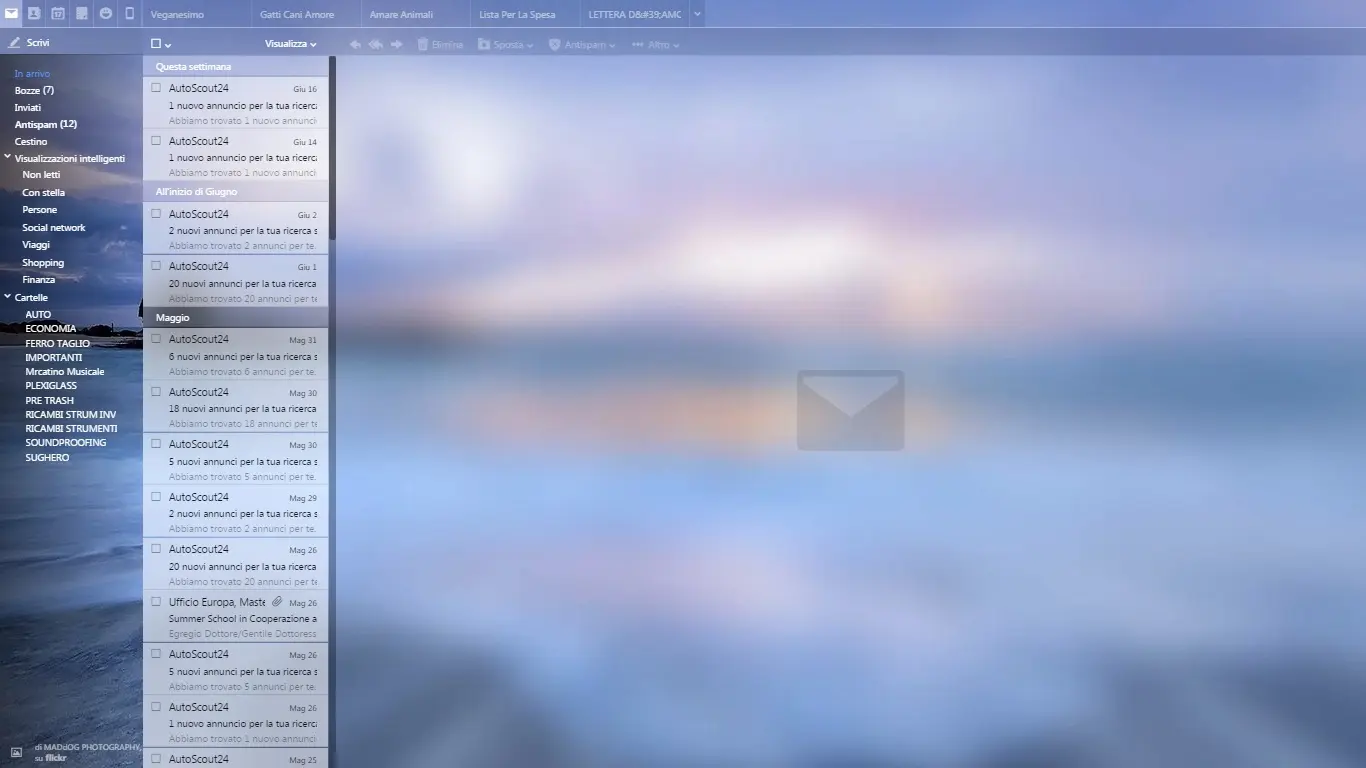 Veganesimo
Gatti Cani Amore
Amare Animali
Lista Per La Spesa
LETTERA D&#39;AMC
Scrivi
Visualizza
Elimina
Sposta
Antispam
Altro
In arrivo
Bozze (7)
Inviati
Antispam (12)
Cestino
Visualizzazioni intelligenti
Non letti
Con stella
Persone
Social network
Viaggi
Shopping
Finanza
Cartelle
AUTO
ECONOMIA
FERRO TAGLIO
IMPORTANTI
Mrcatino Musicale
PLEXIGLASS
PRE TRASH
RICAMBI STRUM INV
RICAMBI STRUMENTI
SOUNDPROOFING
SUGHERO
di MADdOG PHOTOGRAPHY,
su flickr
Questa settimana
AutoScout24 Giu 16
1 nuovo annuncio per la tua ricerca
Abbiamo trovato 1 nuovo annunci
AutoScout24 Giu 14
1 nuovo annuncio per la tua ricerca
Abbiamo trovato 1 nuovo annunci
All'inizio di Giugno
AutoScout24 Giu 2
2 nuovi annunci per la tua ricerca s
Abbiamo trovato 2 annunci per te.
AutoScout24 Giu 1
20 nuovi annunci per la tua ricerca
Abbiamo trovato 20 annunci per te
Maggio
AutoScout24 Mag 31
6 nuovi annunci per la tua ricerca s
Abbiamo trovato 6 annunci per te.
AutoScout24 Mag 30
18 nuovi annunci per la tua ricerca
Abbiamo trovato 18 annunci per te
AutoScout24 Mag 30
5 nuovi annunci per la tua ricerca s
Abbiamo trovato 5 annunci per te.
AutoScout24 Mag 29
2 nuovi annunci per la tua ricerca s
Abbiamo trovato 2 annunci per te.
AutoScout24 Mag 26
20 nuovi annunci per la tua ricerca
Abbiamo trovato 20 annunci per te
Ufficio Europa, Maste Mag 26
Summer School in Cooperazione a
Egregio Dottore/Gentile Dottoress
AutoScout24 Mag 26
5 nuovi annunci per la tua ricerca s
Abbiamo trovato 5 annunci per te.
AutoScout24 Mag 26
1 nuovo annuncio per la tua ricerca
Abbiamo trovato 1 nuovo annunci
AutoScout24 Mag 25